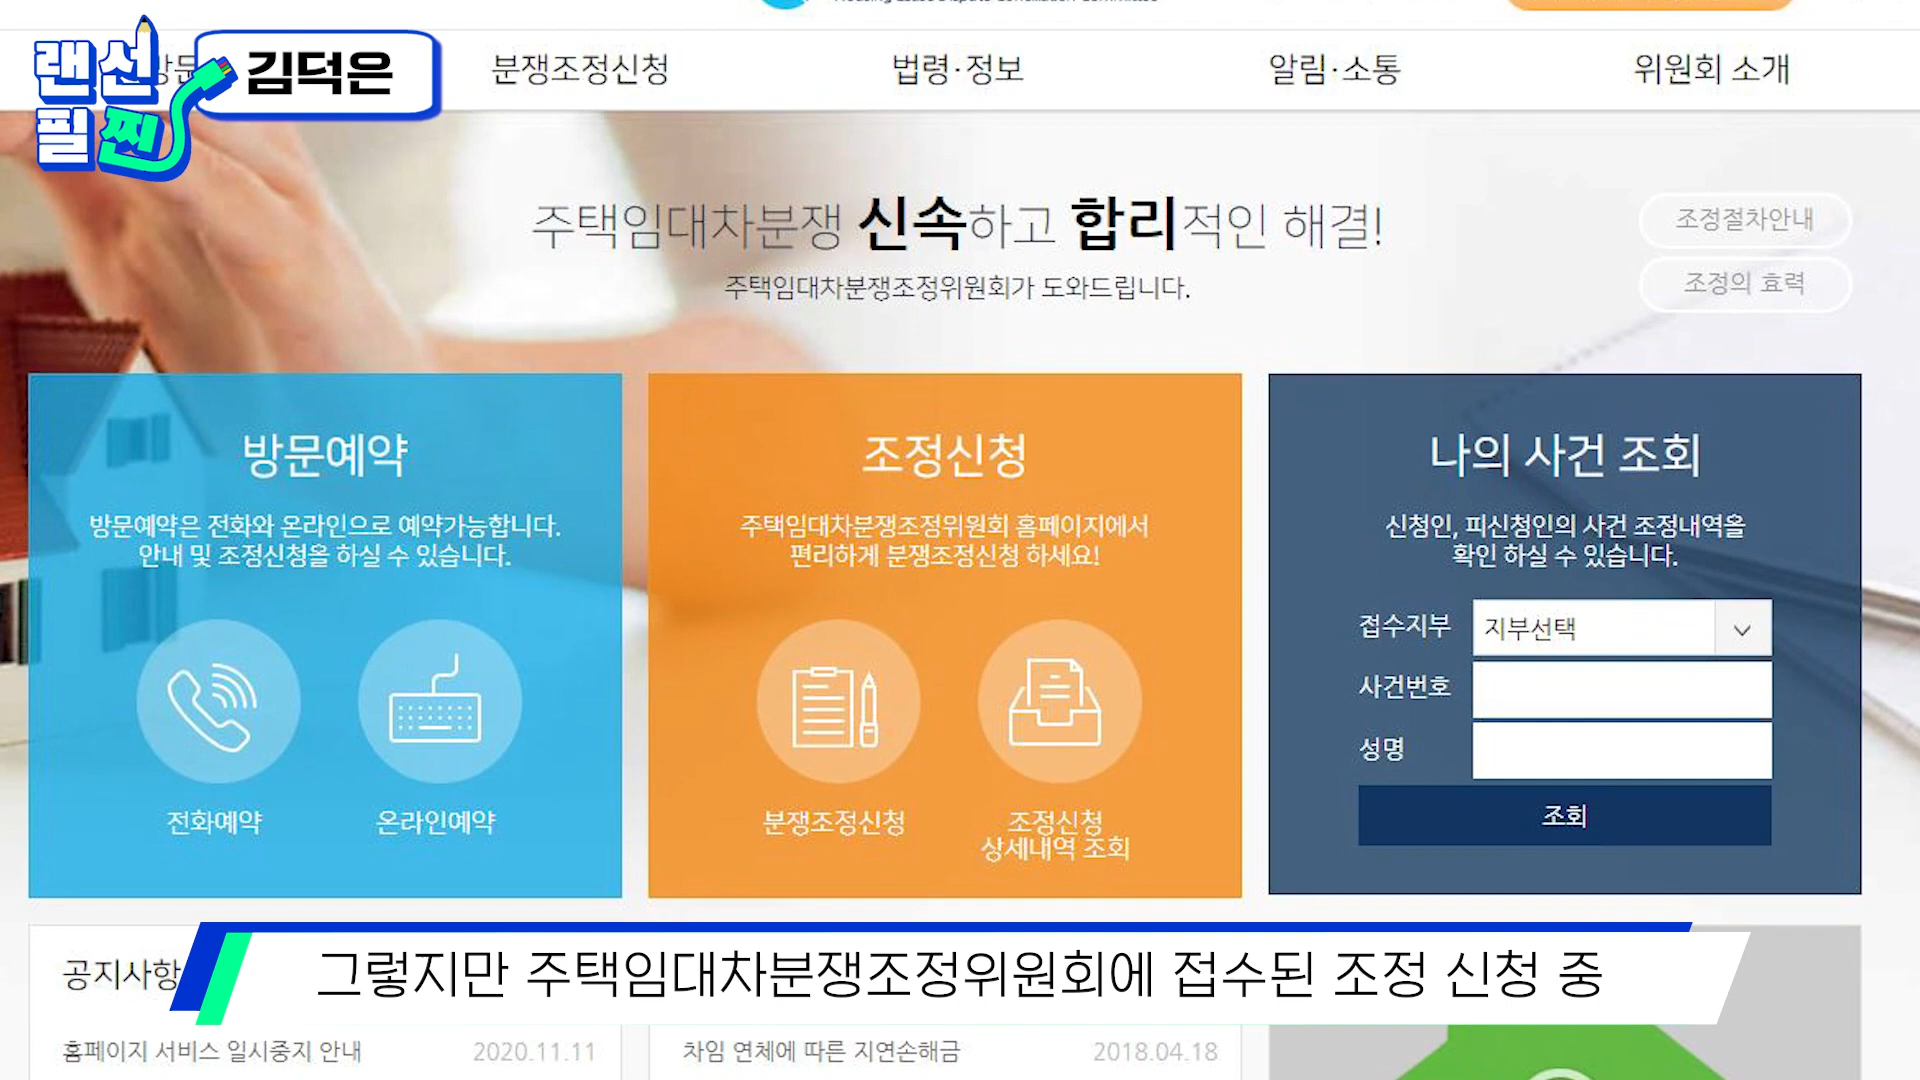 랜선
필찐
김덕은
분쟁조정신청
법령·정보
알림·소통
위원회 소개
주택임대차분쟁 신속하고 합리적인 해결!
주택임대차분쟁조정위원회가 도와드립니다.
조정절차안내
조정의 효력
방문예약
방문예약은 전화와 온라인으로 예약가능합니다.
안내 및 조정신청을 하실 수 있습니다.
전화예약
온라인예약
조정신청
주택임대차분쟁조정위원회 홈페이지에서
편리하게 분쟁조정신청 하세요!
분쟁조정신청
조정신청
상세내역 조회
나의 사건 조회
신청인, 피신청인의 사건 조정내역을
확인 하실 수 있습니다.
접수지부
지부선택
사건번호
성명
조회
공지사항
그렇지만 주택임대차분쟁조정위원회에 접수된 조정 신청 중
홈페이지 서비스 일시중지 안내
2020.11.11
차임 연체에 따른 지연손해금
2018.04.18